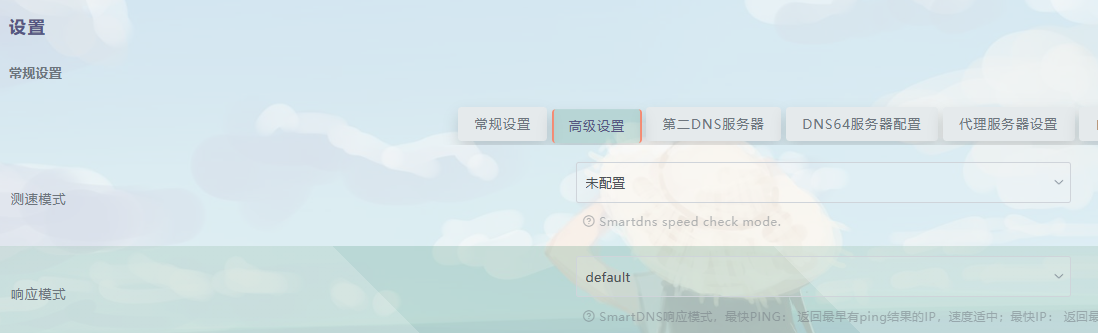 设置
常规设置
常规设置 高级设置 第二DNS服务器 DNS64服务器配置 代理服务器设置
测速模式 未配置
Smartdns speed check mode.
响应模式 default
SmartDNS响应模式，最快PING： 返回最早有ping结果的IP，速度适中；最快IP： 返回最